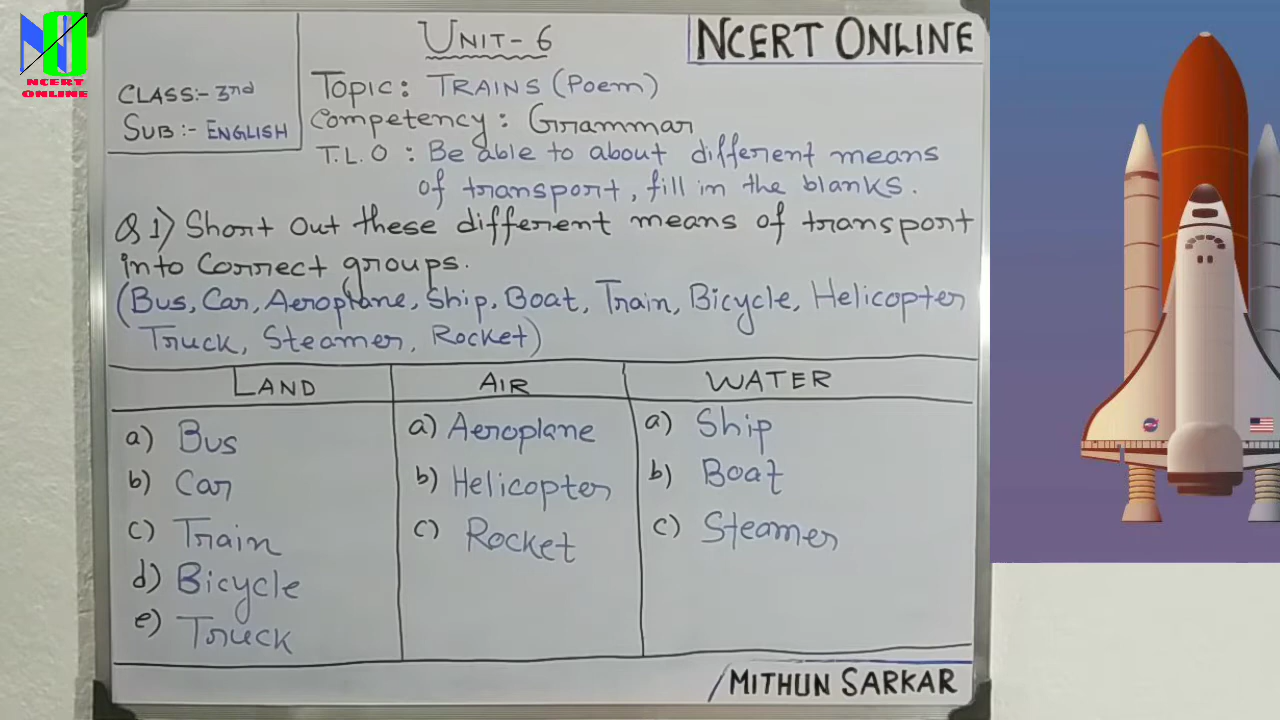 NCERT
ONLINE
UNIT-6
NCERT ONLINE
CLASS:- 3rd
SUB:- ENGLISH
Topic: TRAINS (Poem)
Competency: Grammar
T.L.O : Be able to about different means
of transport, fill in the blanks.
Q 1) Short Out these different means of transport
into Correct groups.
(Bus, Car, Aeroplane, Ship, Boat, Train, Bicycle, Helicopter
Truck, Steamer, Rocket)
LAND AIR WATER
a) Bus a) Aeroplane a) Ship
b) Car b) Helicopter b) Boat
c) Train c) Rocket c) Steamer
d) Bicycle
e) Truck
/MITHUN SARKAR